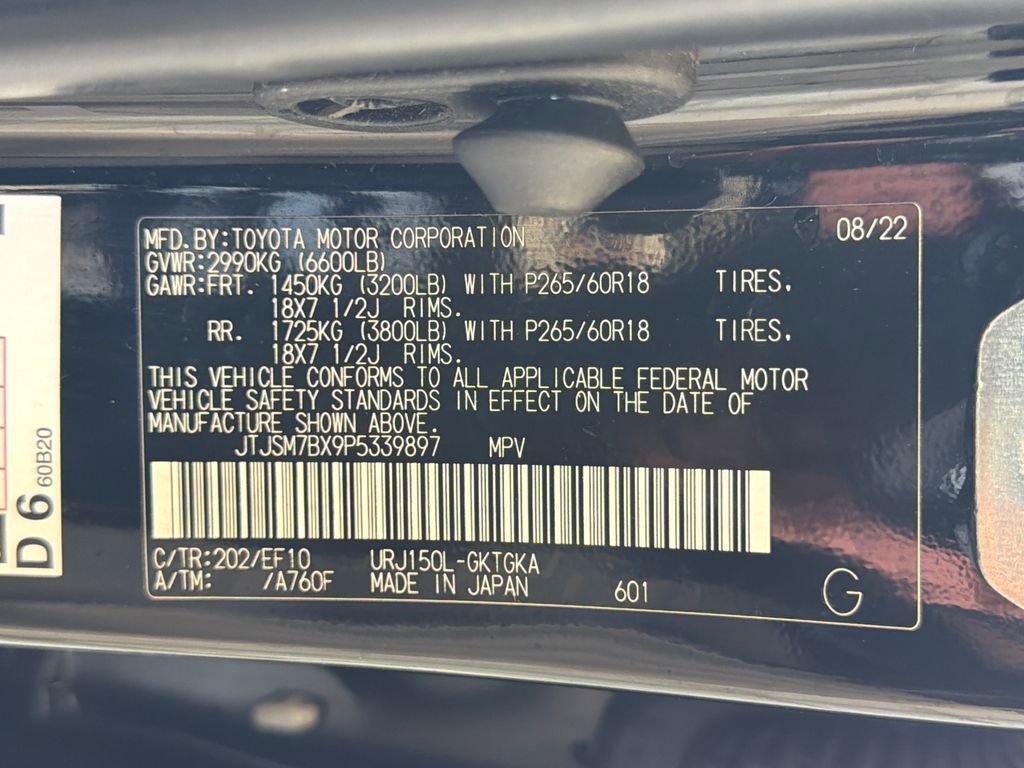 MFD.BY:TOYOTA MOTOR CORPORATION 08/22
GVWR:2990KG (6600LB)
GAWR:FRT. 1450KG (3200LB) WITH P265/60R18 TIRES.
18X7 1/2J RIMS.
RR. 1725KG (3800LB) WITH P265/60R18 TIRES.
18X7 1/2J RIMS.
THIS VEHICLE CONFORMS TO ALL APPLICABLE FEDERAL MOTOR
VEHICLE SAFETY STANDARDS IN EFFECT ON THE DATE OF
MANUFACTURE SHOWN ABOVE.
JTJSM7BX9P5339897 MPV
C/TR:202/EF10 URJ150L-GKTGKA
A/TM: /A760F MADE IN JAPAN 601 G
D6
60B20